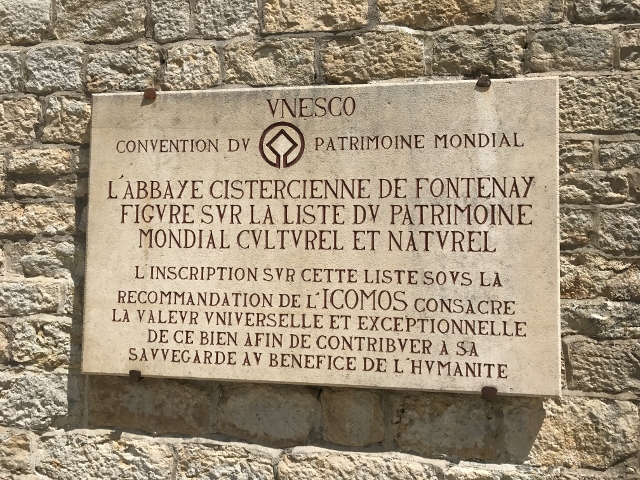 VNESCO
CONVENTION DV PATRIMOINE MONDIAL
L'ABBAYE CISTERCIENNE DE FONTENAY
FIGVRE SVR LA LISTE DV PATRIMOINE
MONDIAL CVLTVREL ET NATVREL
L'INSCRIPTION SVR CETTE LISTE SOVS LA
RECOMMANDATION DE L'ICOMOS CONSACRE
LA VALEVR VNIVERSELLE ET EXCEPTIONNELLE
DE CE BIEN AFIN DE CONTRIBVER A SA
SAVVEGARDE AV BENEFICE DE L'HVMANITE